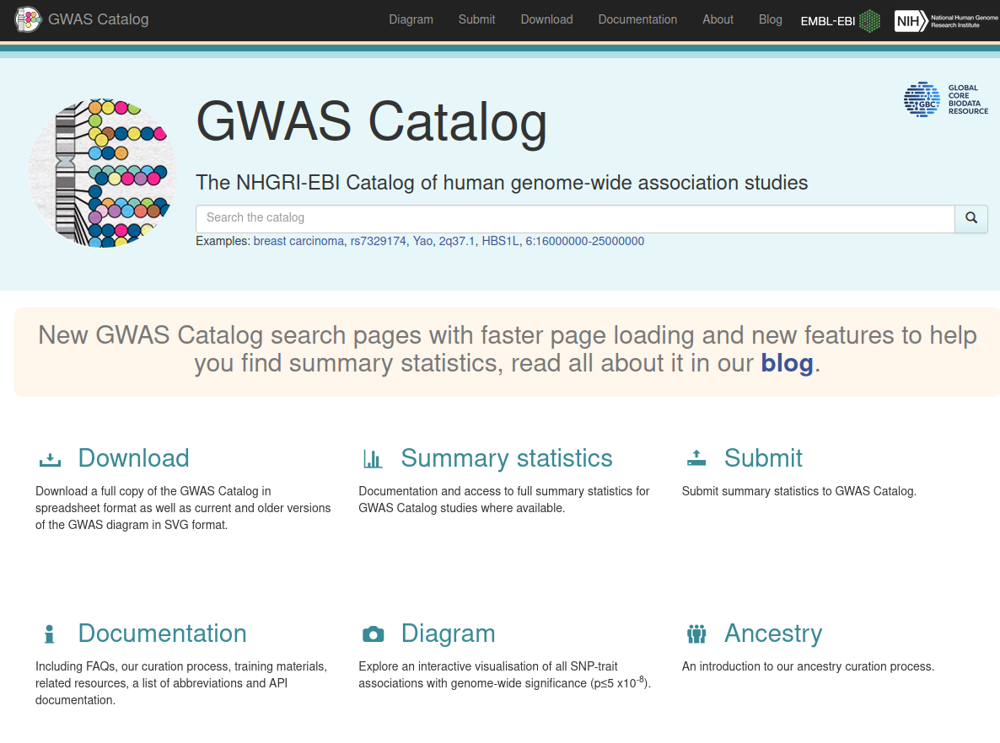 GWAS Catalog
Diagram Submit Download Documentation About Blog EMBL-EBI NIH National Human Genome
Research Institute
GBC
GLOBAL
CORE
BIODATA
RESOURCE
GWAS Catalog
The NHGRI-EBI Catalog of human genome-wide association studies
Search the catalog
Examples: breast carcinoma, rs7329174, Yao, 2q37.1, HBS1L, 6:16000000-25000000
New GWAS Catalog search pages with faster page loading and new features to help
you find summary statistics, read all about it in our blog.
Download
Download a full copy of the GWAS Catalog in
spreadsheet format as well as current and older versions
of the GWAS diagram in SVG format.
Summary statistics
Documentation and access to full summary statistics for
GWAS Catalog studies where available.
Submit
Submit summary statistics to GWAS Catalog.
Documentation
Including FAQs, our curation process, training materials,
related resources, a list of abbreviations and API
documentation.
Diagram
Explore an interactive visualisation of all SNP-trait
associations with genome-wide significance (p≤5 x10⁻⁸).
Ancestry
An introduction to our ancestry curation process.